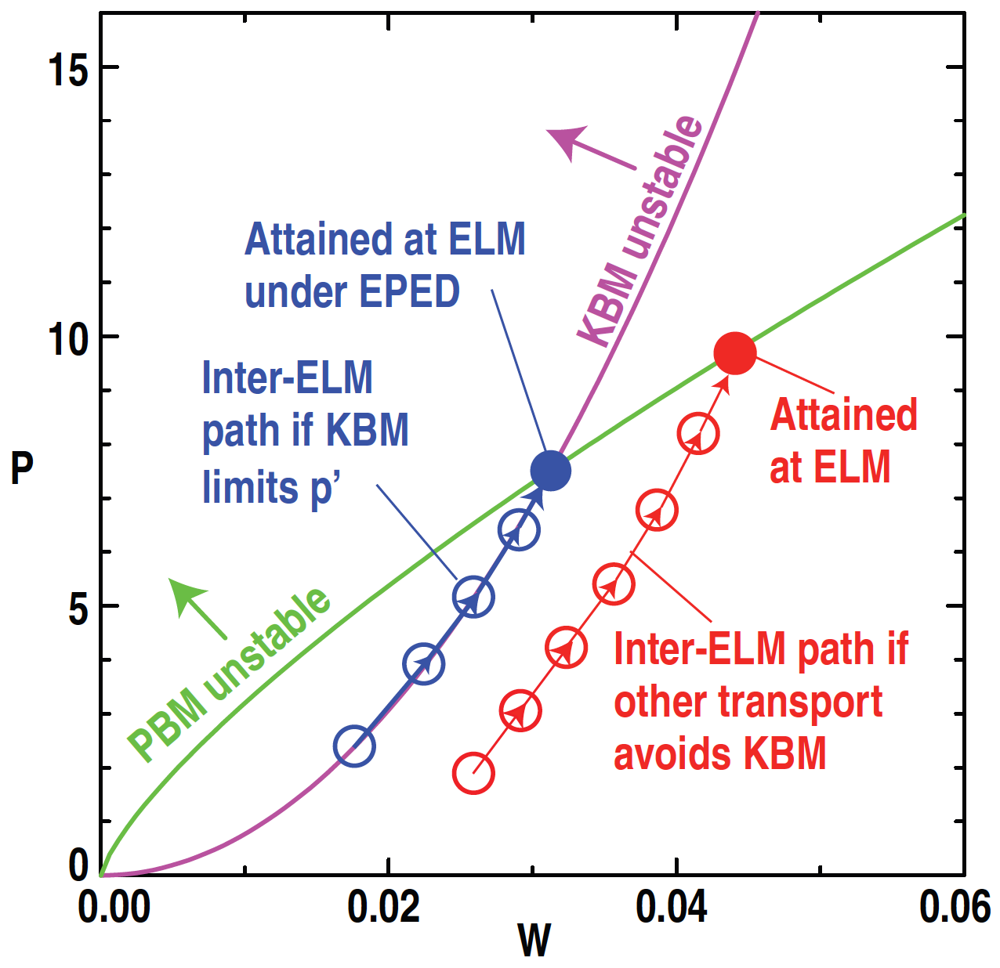 15
10
5
0
P
0.00
0.02
0.04
0.06
W
KBM unstable
Attained at ELM
under EPED
Inter-ELM
path if KBM
limits p’
PBM unstable
Attained
at ELM
Inter-ELM path if
other transport
avoids KBM